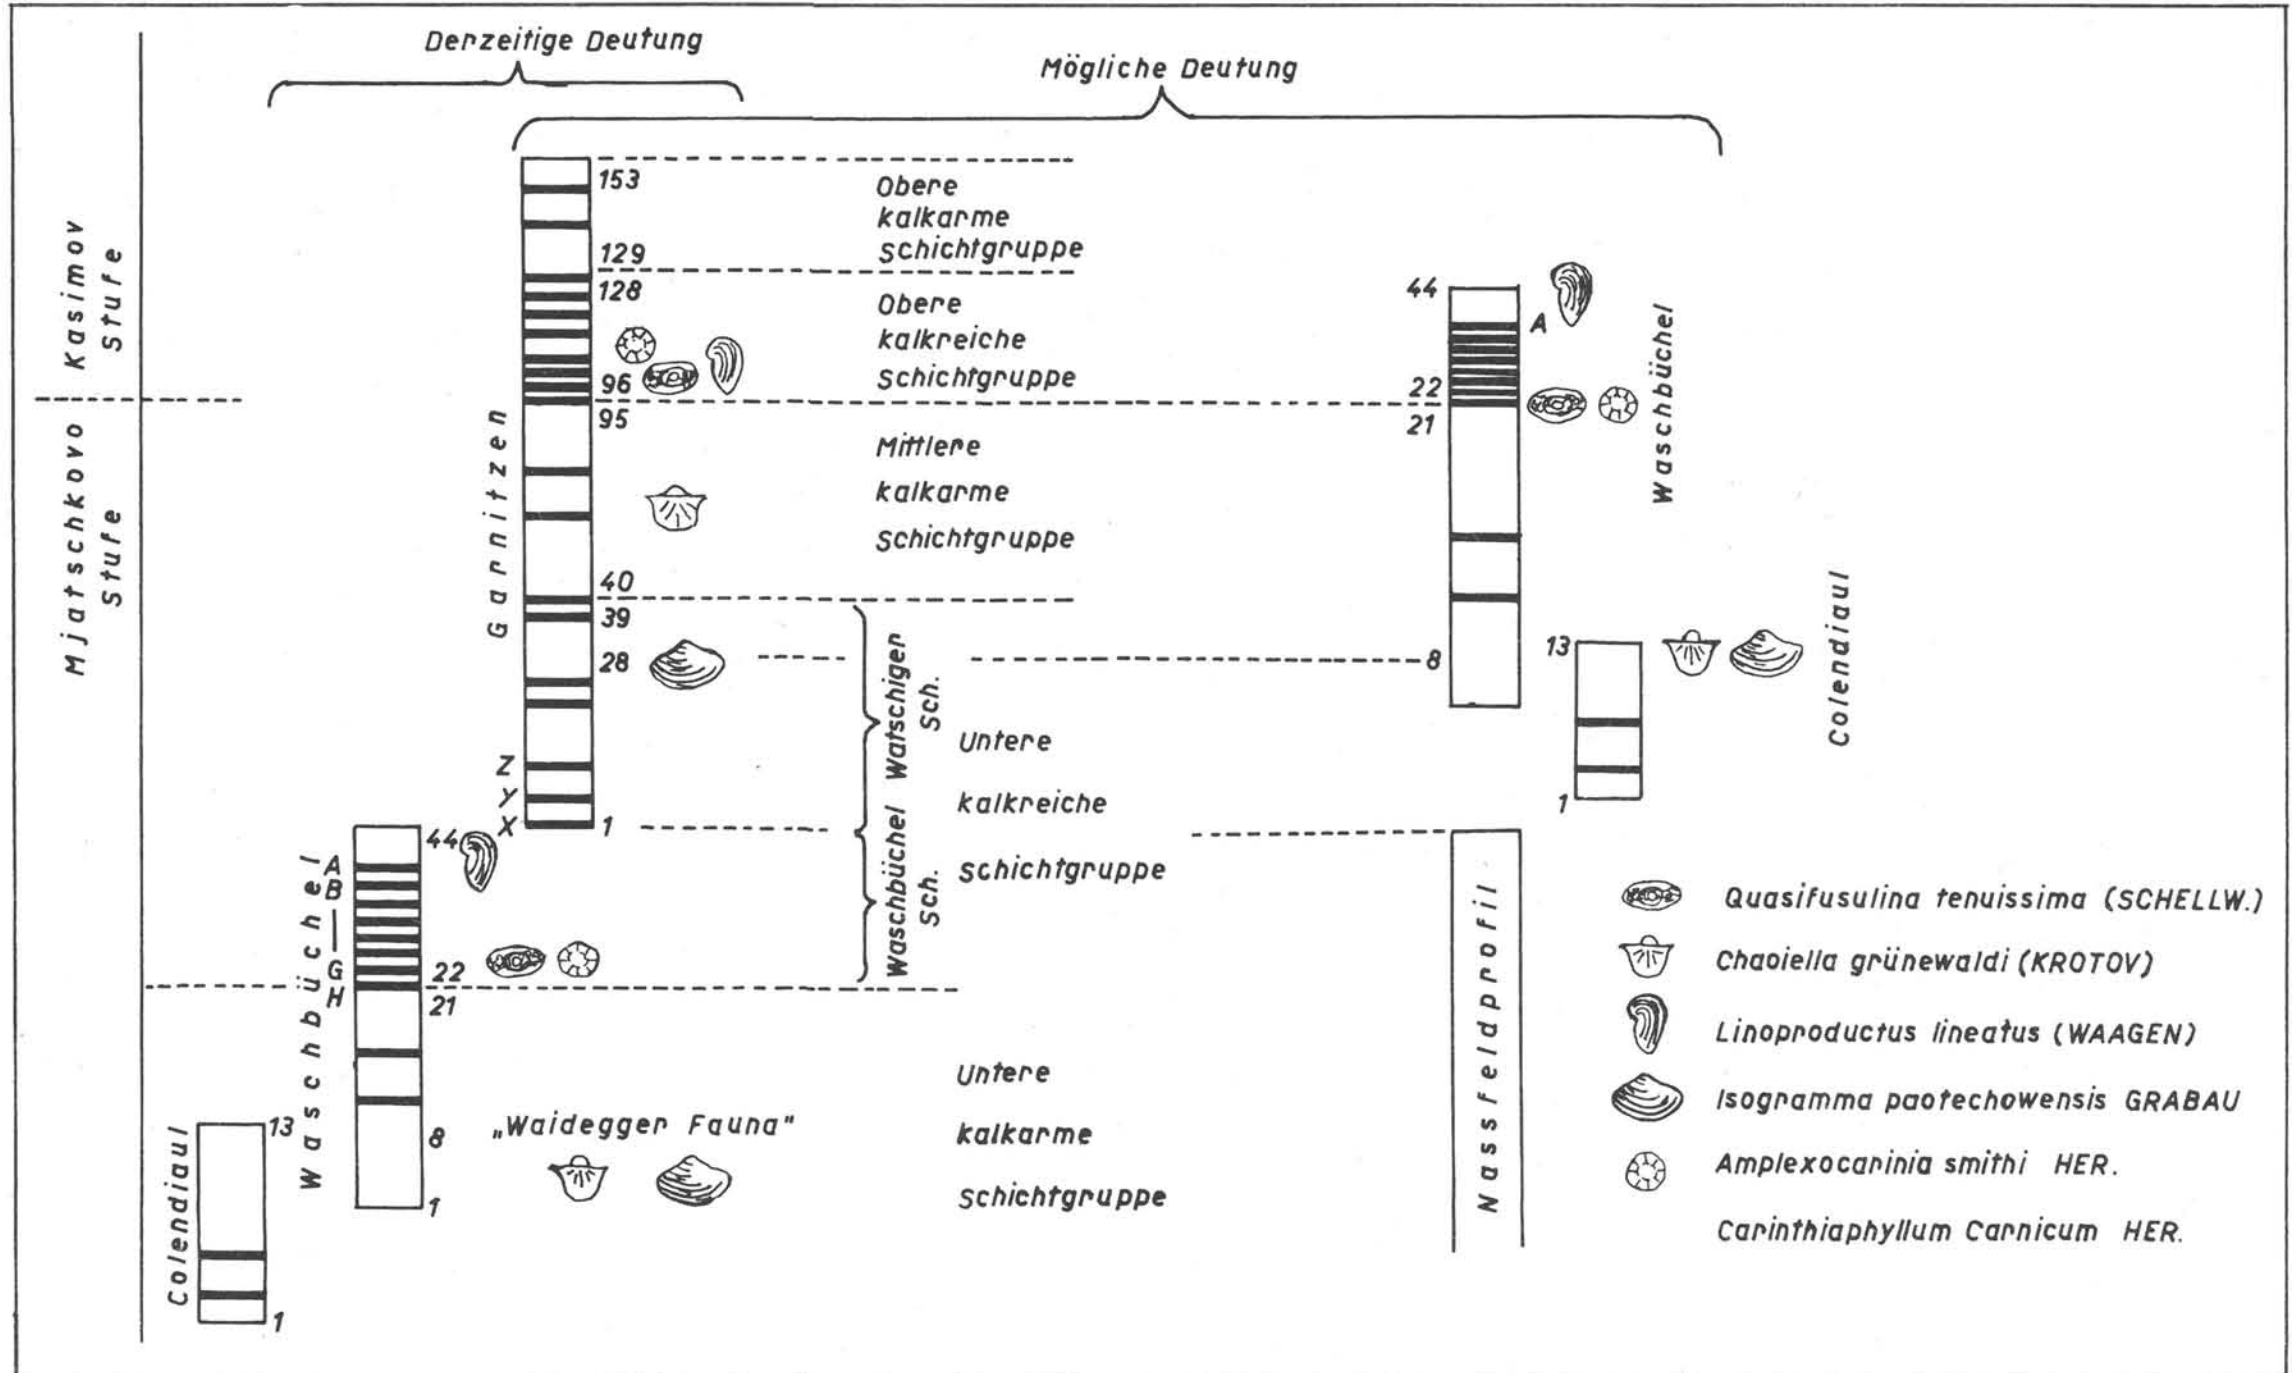 Derzeitige Deutung
Mögliche Deutung
Kasimov
Stufe
Mjatschkovo
Stufe
Garnitzen
153
129
128
96
95
40
39
28
Z
Y
X
1
Obere
kalkarme
Schichtgruppe
Obere
kalkreiche
Schichtgruppe
Mittlere
kalkarme
Schichtgruppe
Watschigen
Sch.
Waschbüchel
Sch.
Untere
kalkreiche
Schichtgruppe
Untere
kalkarme
Schichtgruppe
Waschbüchel
A
B
G
H
44
22
21
8
1
„Waidegger Fauna"
Colendiaul
13
1
44
A
22
21
8
Waschbüchel
13
1
Colendiaul
Nassfeldprofil
Quasifusulina tenuissima (SCHELLW.)
Chaoiella grünewaldi (KROTOV)
Linoproductus lineatus (WAAGEN)
Isogramma paotechowensis GRABAU
Amplexocarinia smithi HER.
Carinthiaphyllum Carnicum HER.